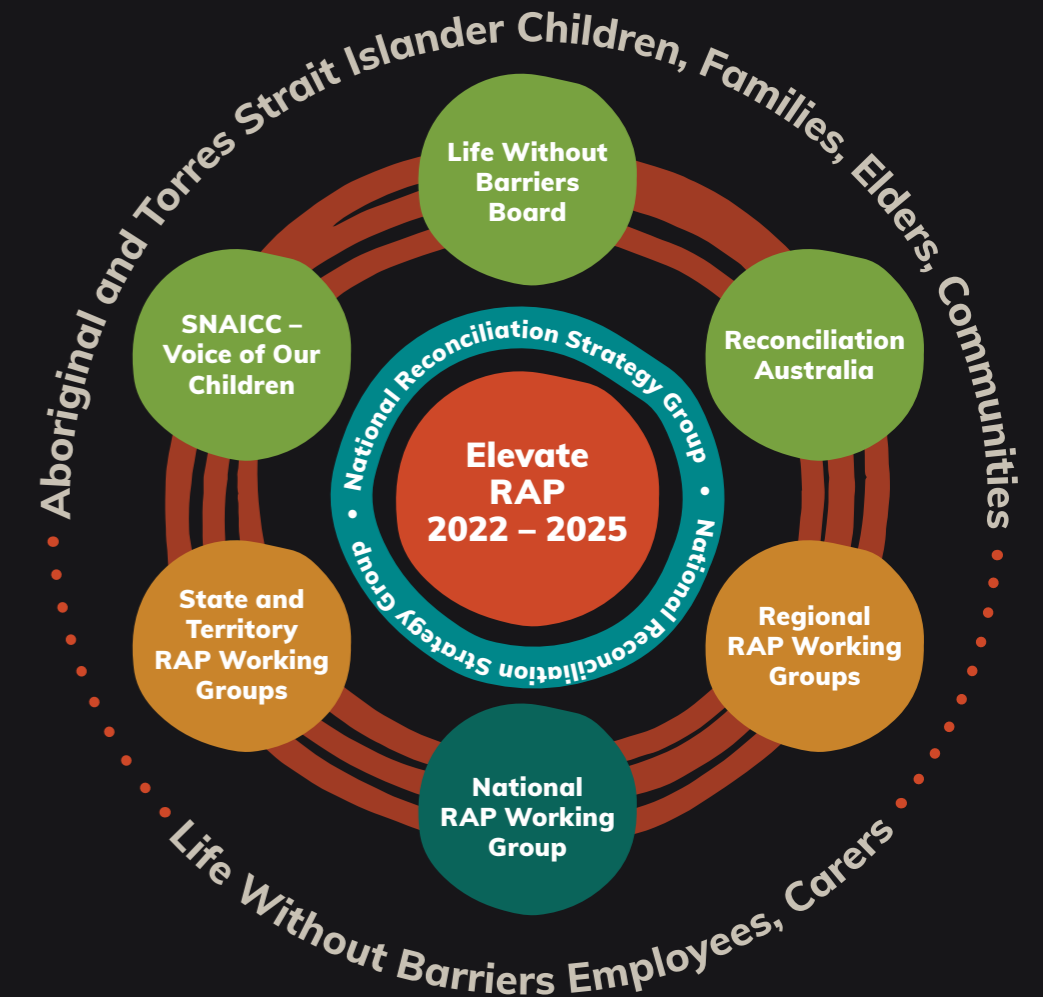 Aboriginal and Torres Strait Islander Children, Families, Elders, Communities
Life Without
Barriers
Board
SNAICC –
Voice of Our
Children
Reconciliation
Australia
National Reconciliation Strategy Group • National Reconciliation Strategy Group •
Elevate
RAP
2022 – 2025
State and
Territory
RAP Working
Groups
Regional
RAP Working
Groups
National
RAP Working
Group
Life Without Barriers Employees, Carers